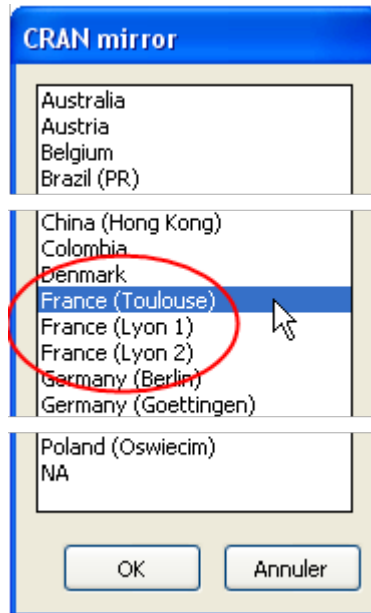 CRAN mirror
Australia
Austria
Belgium
Brazil (PR)
China (Hong Kong)
Colombia
Denmark
France (Toulouse)
France (Lyon 1)
France (Lyon 2)
Germany (Berlin)
Germany (Goettingen)
Poland (Oswiecim)
NA
OK
Annuler